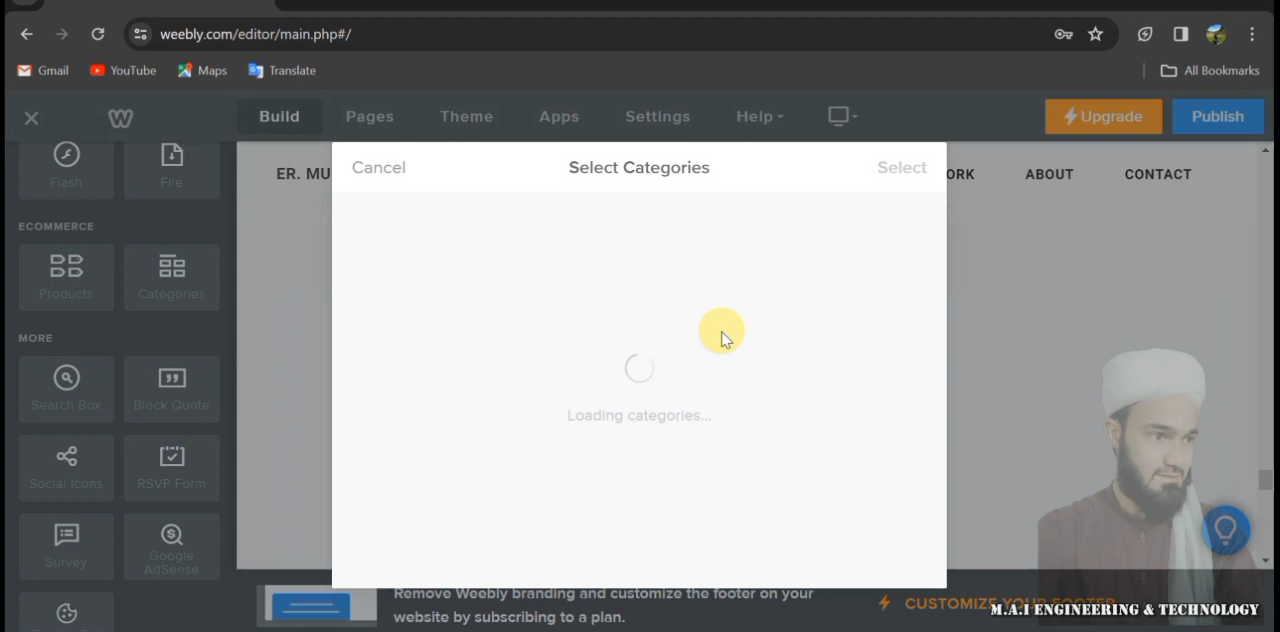 weebly.com/editor/main.php#/
Gmail YouTube Maps Translate All Bookmarks
Build Pages Theme Apps Settings Help Upgrade Publish
Cancel Select Categories Select
ER. MU ORK ABOUT CONTACT
Flash File
ECOMMERCE
Products Categories
MORE
Search Box Block Quote
Loading categories...
Social Icons RSVP Form
Survey Google
AdSense
Remove Weebly branding and customize the footer on your
website by subscribing to a plan.
CUSTOMIZE YOUR FOOTER
M.A.I ENGINEERING & TECHNOLOGY